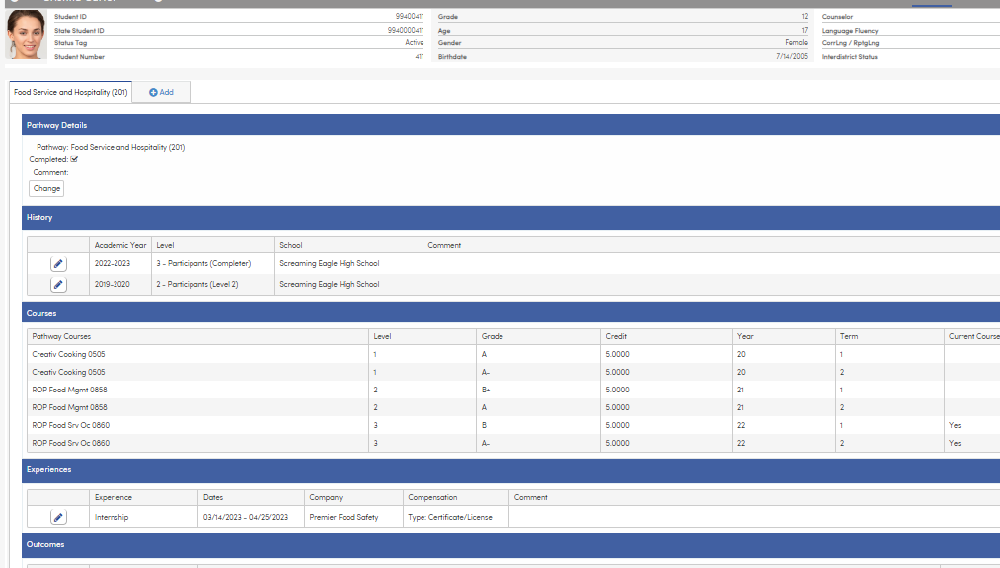 Student ID 99400411 Grade 12 Counselor
State Student ID 9940000411 Age 17 Language Fluency
Status Tag Active Gender Female CorrLng / RptgLng
Student Number 411 Birthdate 7/14/2005 Interdistrict Status
Food Service and Hospitality (201) Add
Pathway Details
Pathway: Food Service and Hospitality (201)
Completed:
Comment:
Change
History
Academic Year Level School Comment
2022-2023 3 - Participants (Completer) Screaming Eagle High School
2019-2020 2 - Participants (Level 2) Screaming Eagle High School
Courses
Pathway Courses Level Grade Credit Year Term Current Course
Creativ Cooking 0505 1 A 5.0000 20 1
Creativ Cooking 0505 1 A- 5.0000 20 2
ROP Food Mgmt 0858 2 B+ 5.0000 21 1
ROP Food Mgmt 0858 2 A 5.0000 21 2
ROP Food Srv Oc 0860 3 B 5.0000 22 1 Yes
ROP Food Srv Oc 0860 3 A- 5.0000 22 2 Yes
Experiences
Experience Dates Company Compensation Comment
Internship 03/14/2023 - 04/25/2023 Premier Food Safety Type: Certificate/License
Outcomes